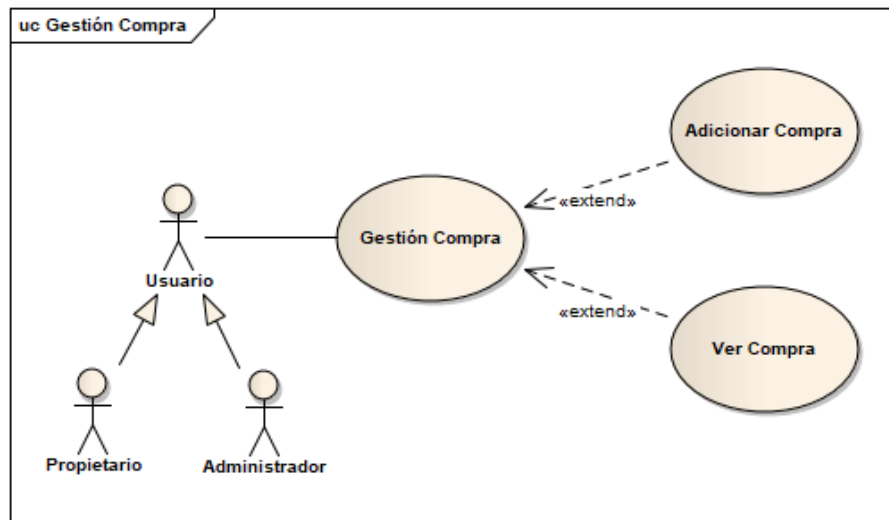 uc Gestión Compra
Adicionar Compra
«extend»
Gestión Compra
Usuario
«extend»
Ver Compra
Propietario
Administrador